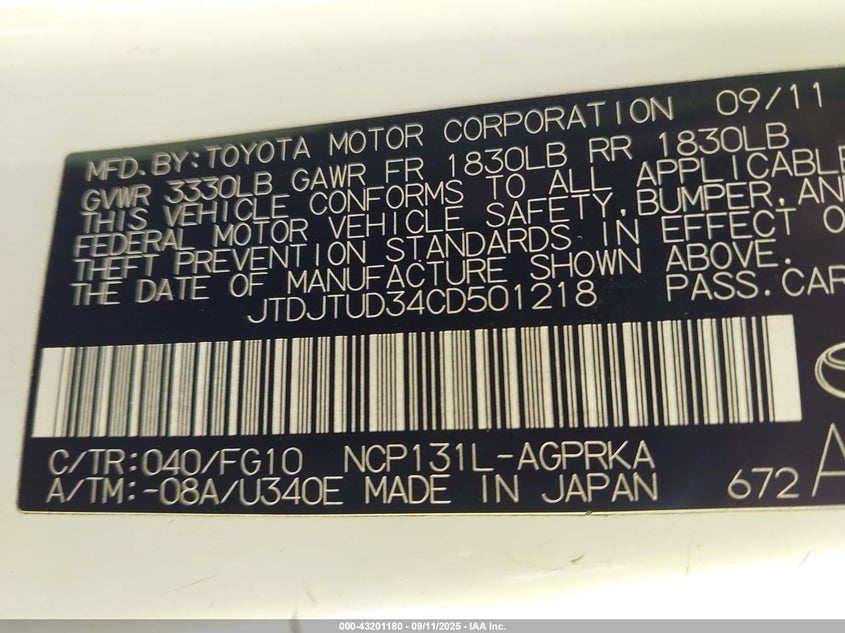 MFD.BY:TOYOTA MOTOR CORPORATION 09/11
GVWR 3330LB GAWR FR 1830LB RR 1830LB
THIS VEHICLE CONFORMS TO ALL APPLICABLE
FEDERAL MOTOR VEHICLE SAFETY, BUMPER, AND
THEFT PREVENTION STANDARDS IN EFFECT O
THE DATE OF MANUFACTURE SHOWN ABOVE.
JTDJTUD34CD501218 PASS.CAR
C/TR:040/FG10 NCP131L-AGPRKA
A/TM:-08A/U340E MADE IN JAPAN 672 A
000-43201180 - 09/11/2025 - IAA Inc.